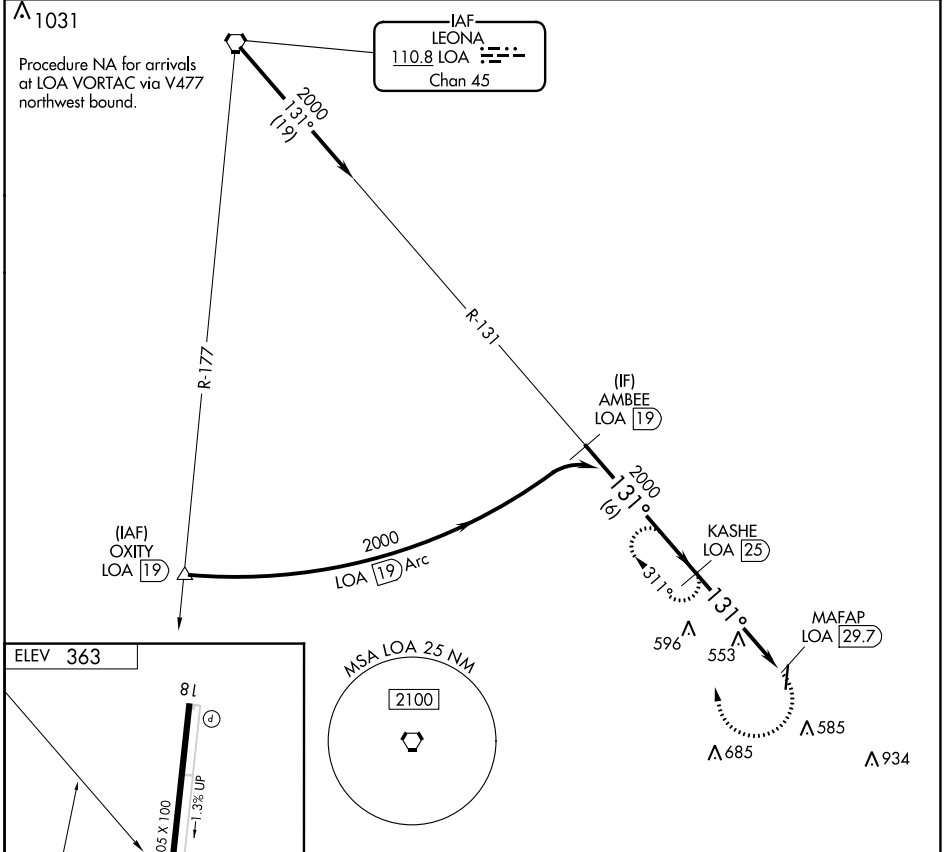 1031
Procedure NA for arrivals
at LOA VORTAC via V477
northwest bound.
IAF
LEONA
110.8 LOA
Chan 45
2000
131°
(19)
R-177
R-131
(IF)
AMBEE
LOA 19
2000
131°
(6)
(IAF)
OXITY
LOA 19
2000
LOA 19 Arc
KASHE
LOA 25
311°
131°
MAFAP
LOA 29.7
596
553
585
685
934
ELEV 363
18
P
1.3% UP
05 X 100
MSA LOA 25 NM
2100